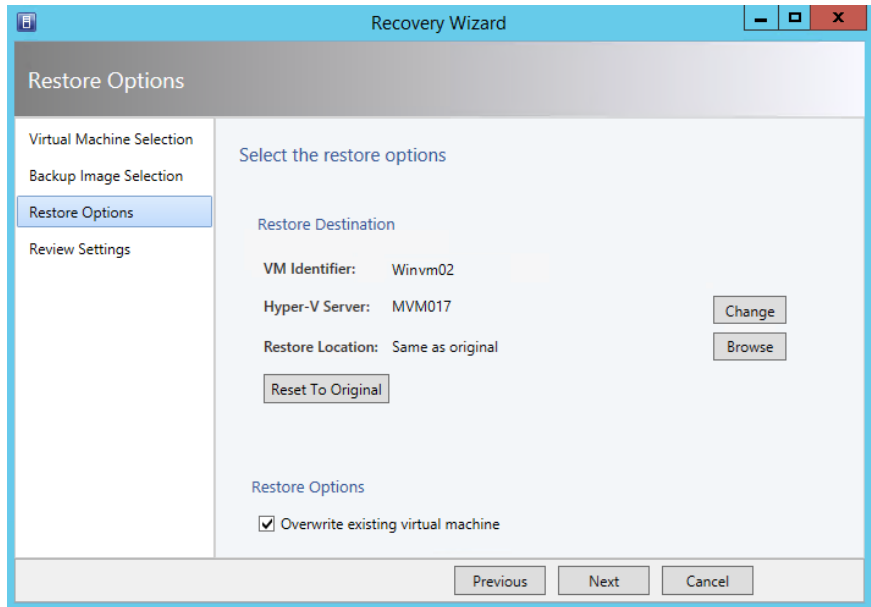 Recovery Wizard
Restore Options
Virtual Machine Selection
Backup Image Selection
Restore Options
Review Settings
Select the restore options
Restore Destination
VM Identifier: Winvm02
Hyper-V Server: MVM017 Change
Restore Location: Same as original Browse
Reset To Original
Restore Options
Overwrite existing virtual machine
Previous Next Cancel